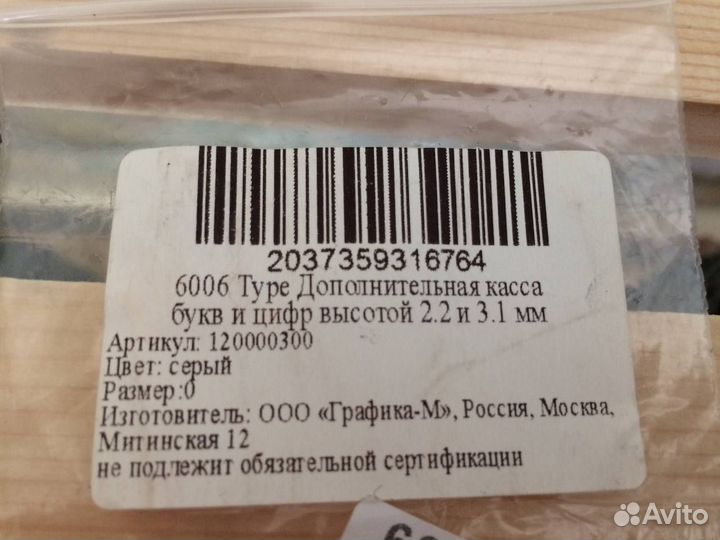 2037359316764
6006 Type Дополнительная касса
букв и цифр высотой 2.2 и 3.1 мм
Артикул: 120000300
Цвет: серый
Размер:0
Изготовитель: ООО «Графика-М», Россия, Москва,
Митинская 12
не подлежит обязательной сертификации
Avito